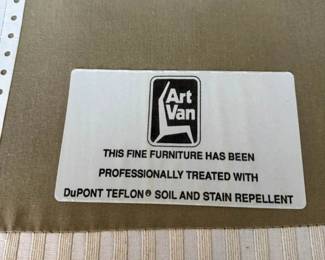 Art
Van
THIS FINE FURNITURE HAS BEEN
PROFESSIONALLY TREATED WITH
DuPONT TEFLON® SOIL AND STAIN REPELLENT